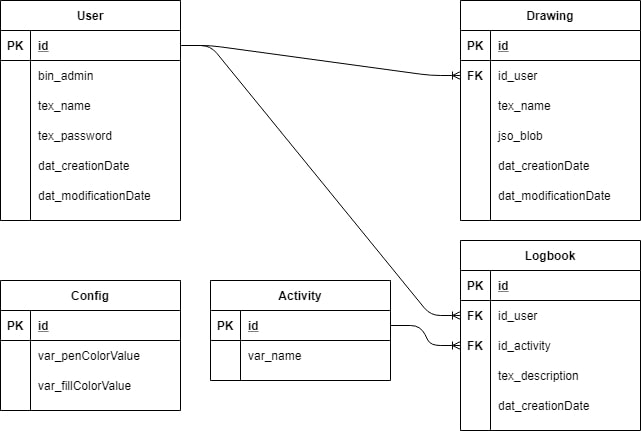 User
PK id
bin_admin
tex_name
tex_password
dat_creationDate
dat_modificationDate
Drawing
PK id
FK id_user
tex_name
jso_blob
dat_creationDate
dat_modificationDate
Config
PK id
var_penColorValue
var_fillColorValue
Activity
PK id
var_name
Logbook
PK id
FK id_user
FK id_activity
tex_description
dat_creationDate